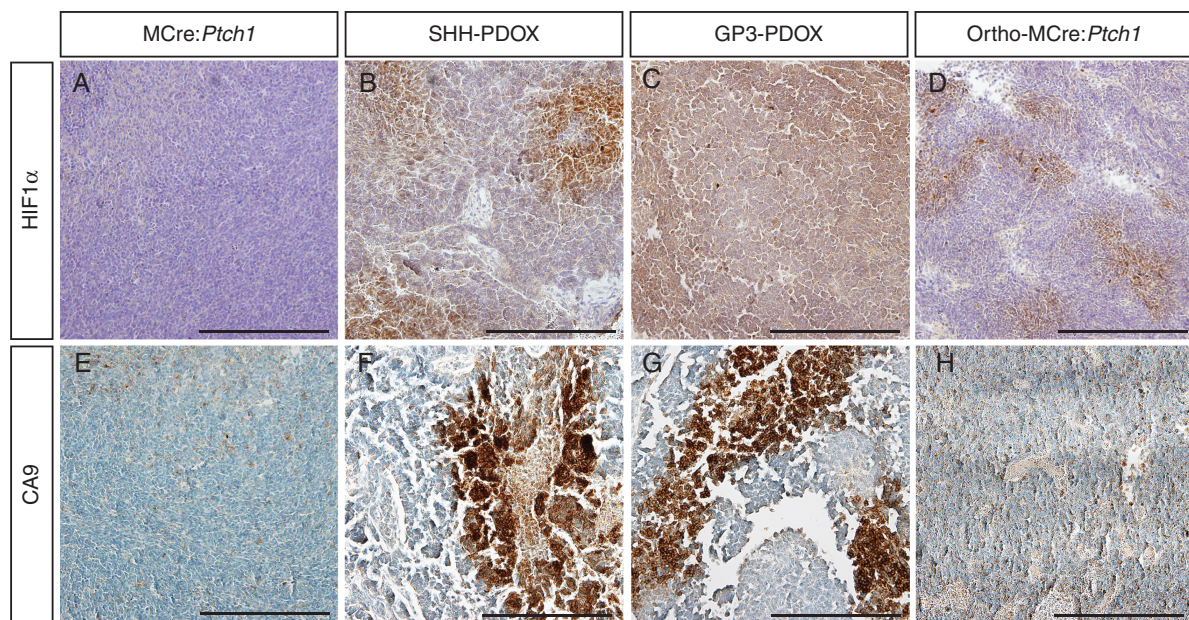 MCre:Ptch1
SHH-PDOX
GP3-PDOX
Ortho-MCre:Ptch1
HIF1α
A
B
C
D
CA9
E
F
G
H